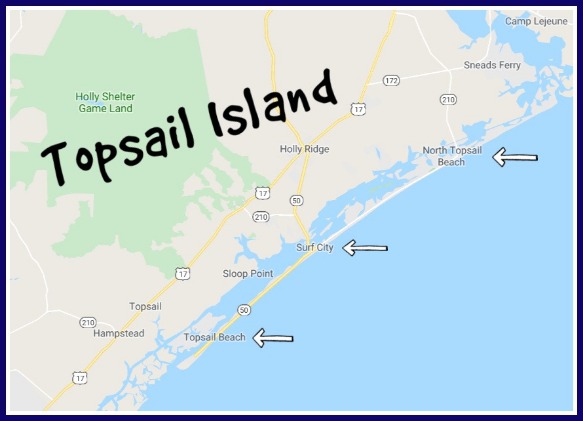 Camp Lejeune
Sneads Ferry
172
Holly Shelter
Game Land
210
17
Topsail Island
Holly Ridge
North Topsail
Beach
17
50
210
Surf City
17
Sloop Point
Topsail
50
210
Hampstead
Topsail Beach
17